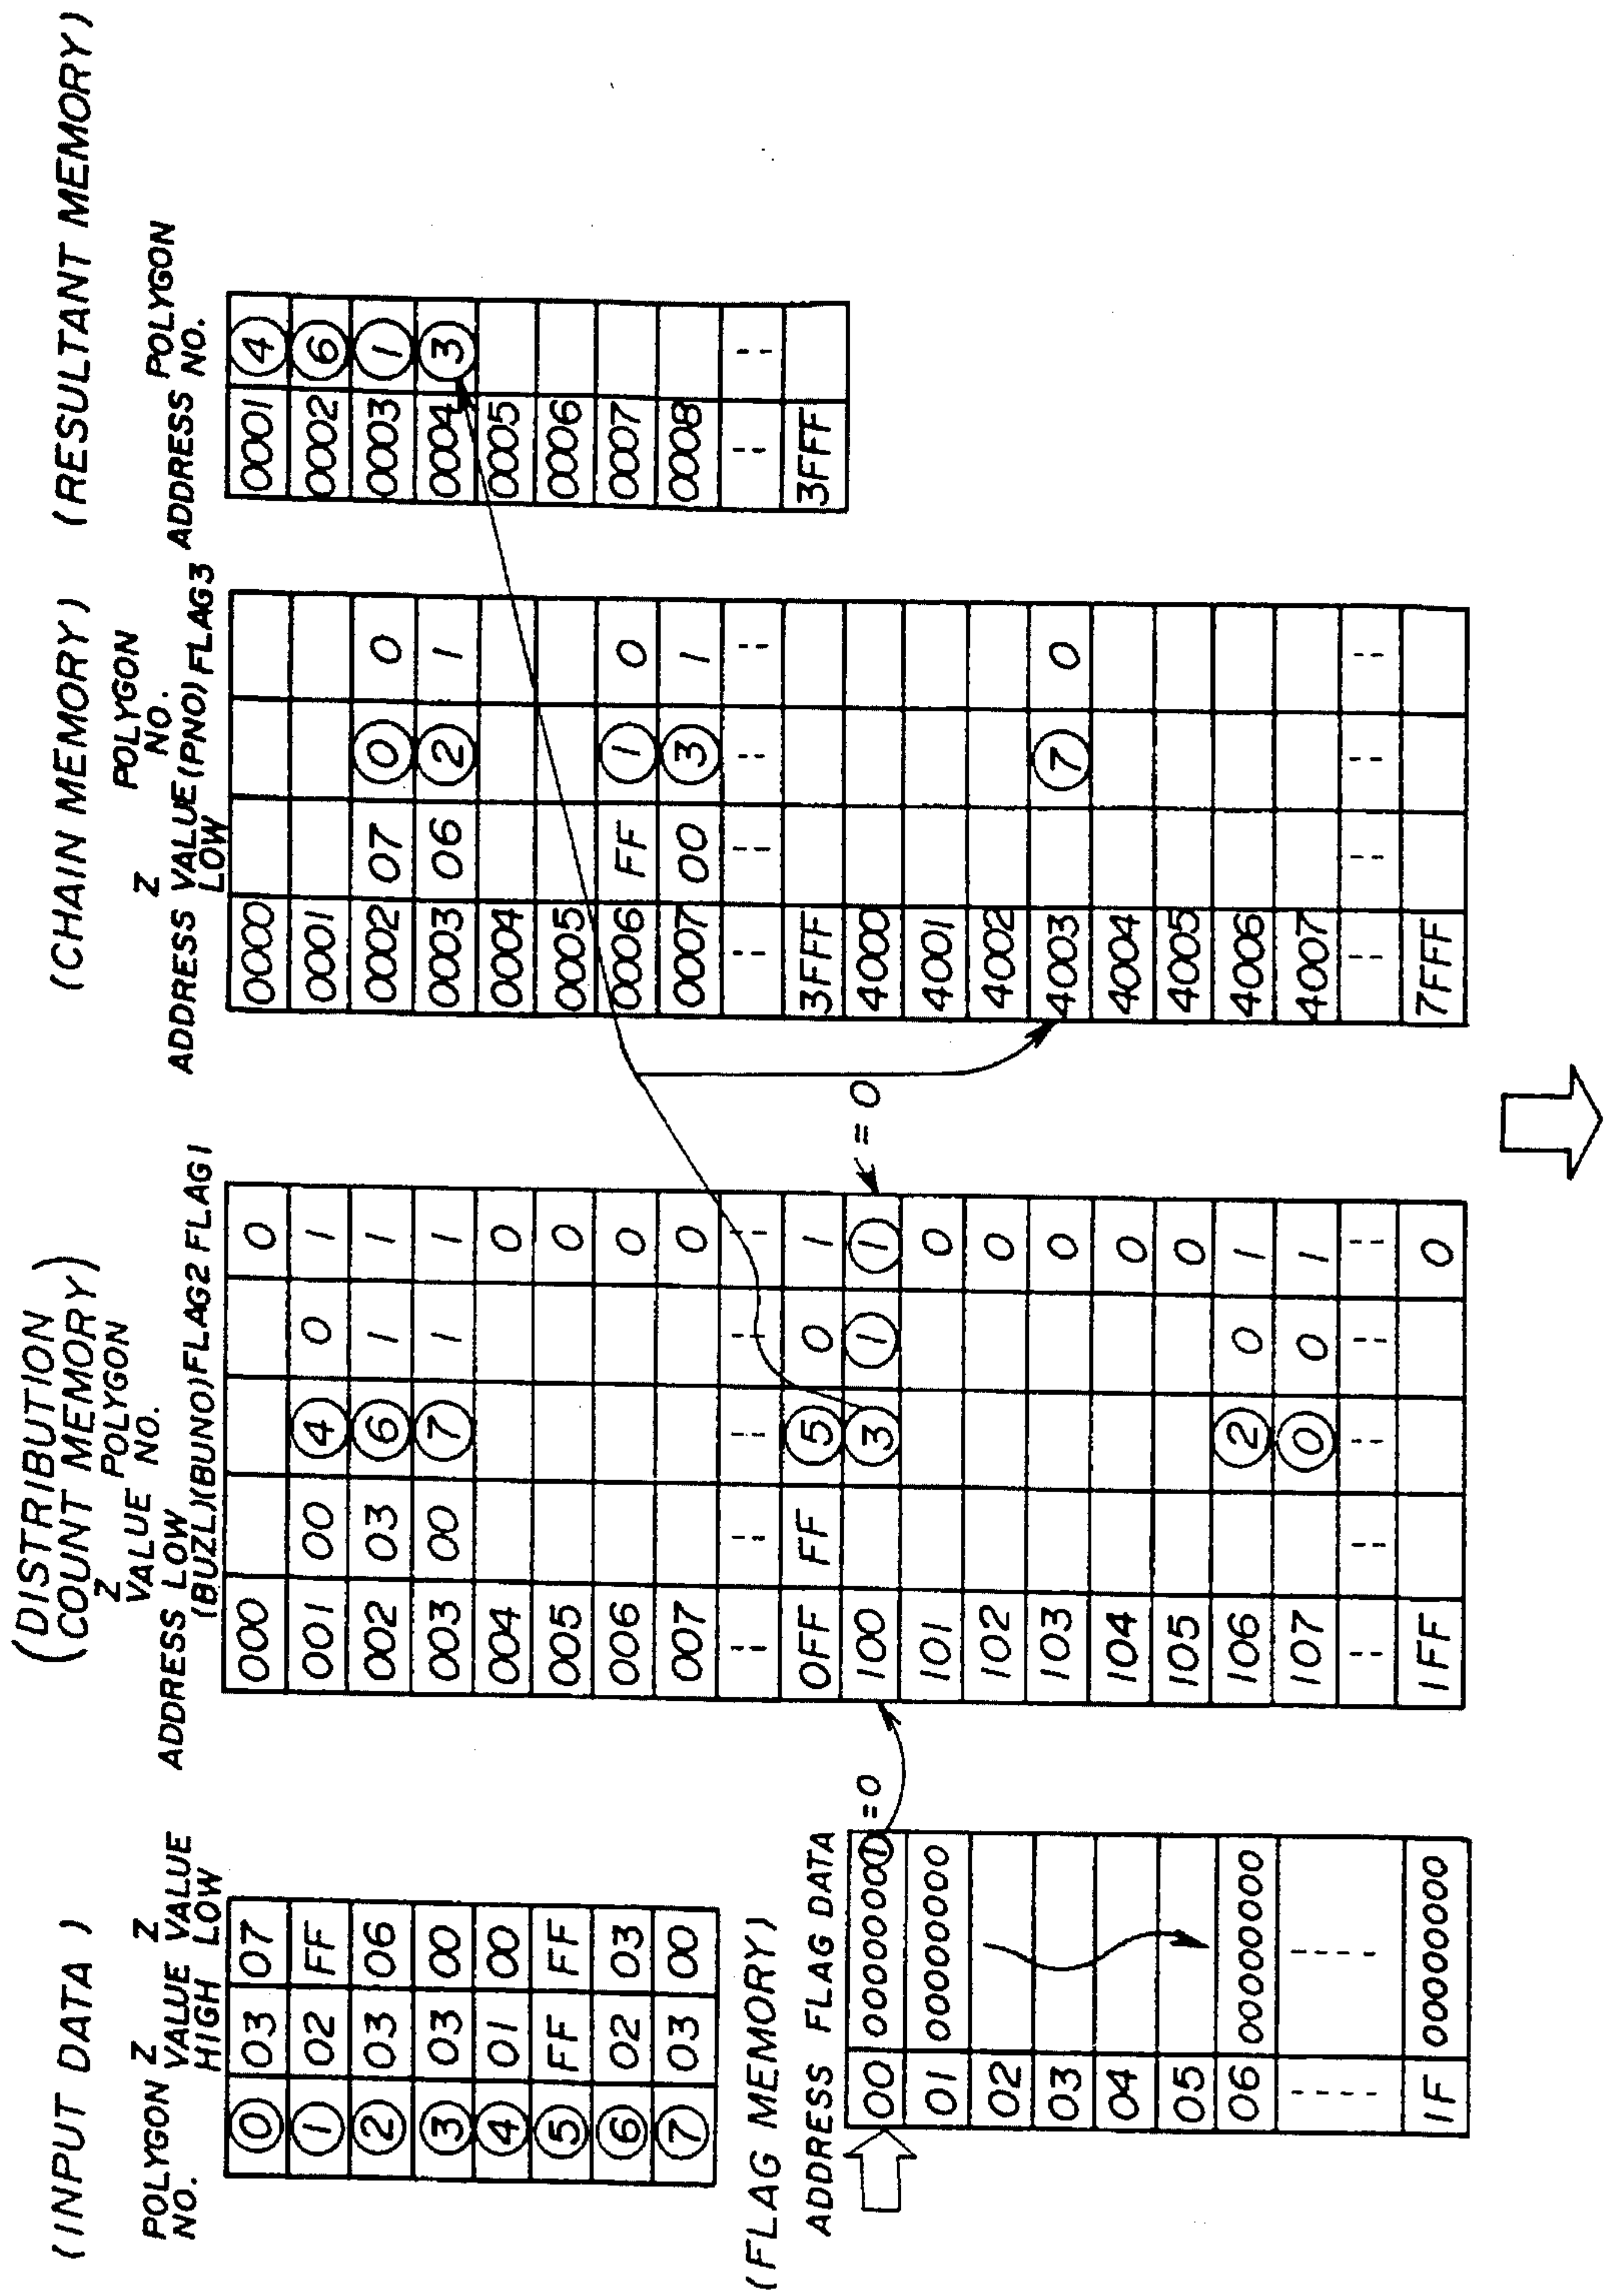 (INPUT DATA)
POLYGON NO. Z VALUE HIGH Z VALUE LOW
⓪ 03 07
① 02 FF
② 03 06
③ 03 00
④ 01 00
⑤ FF FF
⑥ 02 03
⑦ 03 00
(FLAG MEMORY)
ADDRESS FLAG DATA
00 0000000① =0
01 00000000
02
03
04
05
06 00000000
---- ----
1F 00000000
(DISTRIBUTION COUNT MEMORY)
ADDRESS Z VALUE LOW (BUZL) POLYGON NO. (BUNO) FLAG2 FLAG1
000 0
001 00 ④ 0 1
002 03 ⑥ 1 1
003 00 ⑦ 1 1
004 0
005 0
006 0
007 0
-- -- -- -- --
0FF FF ⑤ 0 1
100 ③ ① ① =0
101 0
102 0
103 0
104 0
105 0
106 ② 0 1
107 ⓪ 0 1
-- -- -- -- --
1FF 0
(CHAIN MEMORY)
ADDRESS Z VALUE LOW POLYGON NO. (PNO) FLAG3
0000
0001
0002 07 ⓪ 0
0003 06 ② 1
0004
0005
0006 FF ① 0
0007 00 ③ 1
-- -- -- --
3FFF
4000
4001
4002
4003 ⑦ 0
4004
4005
4006
4007
-- -- -- --
7FFF
(RESULTANT MEMORY)
ADDRESS POLYGON NO.
0001 ④
0002 ⑥
0003 ①
0004 ③
0005
0006
0007
0008
-- --
3FFF